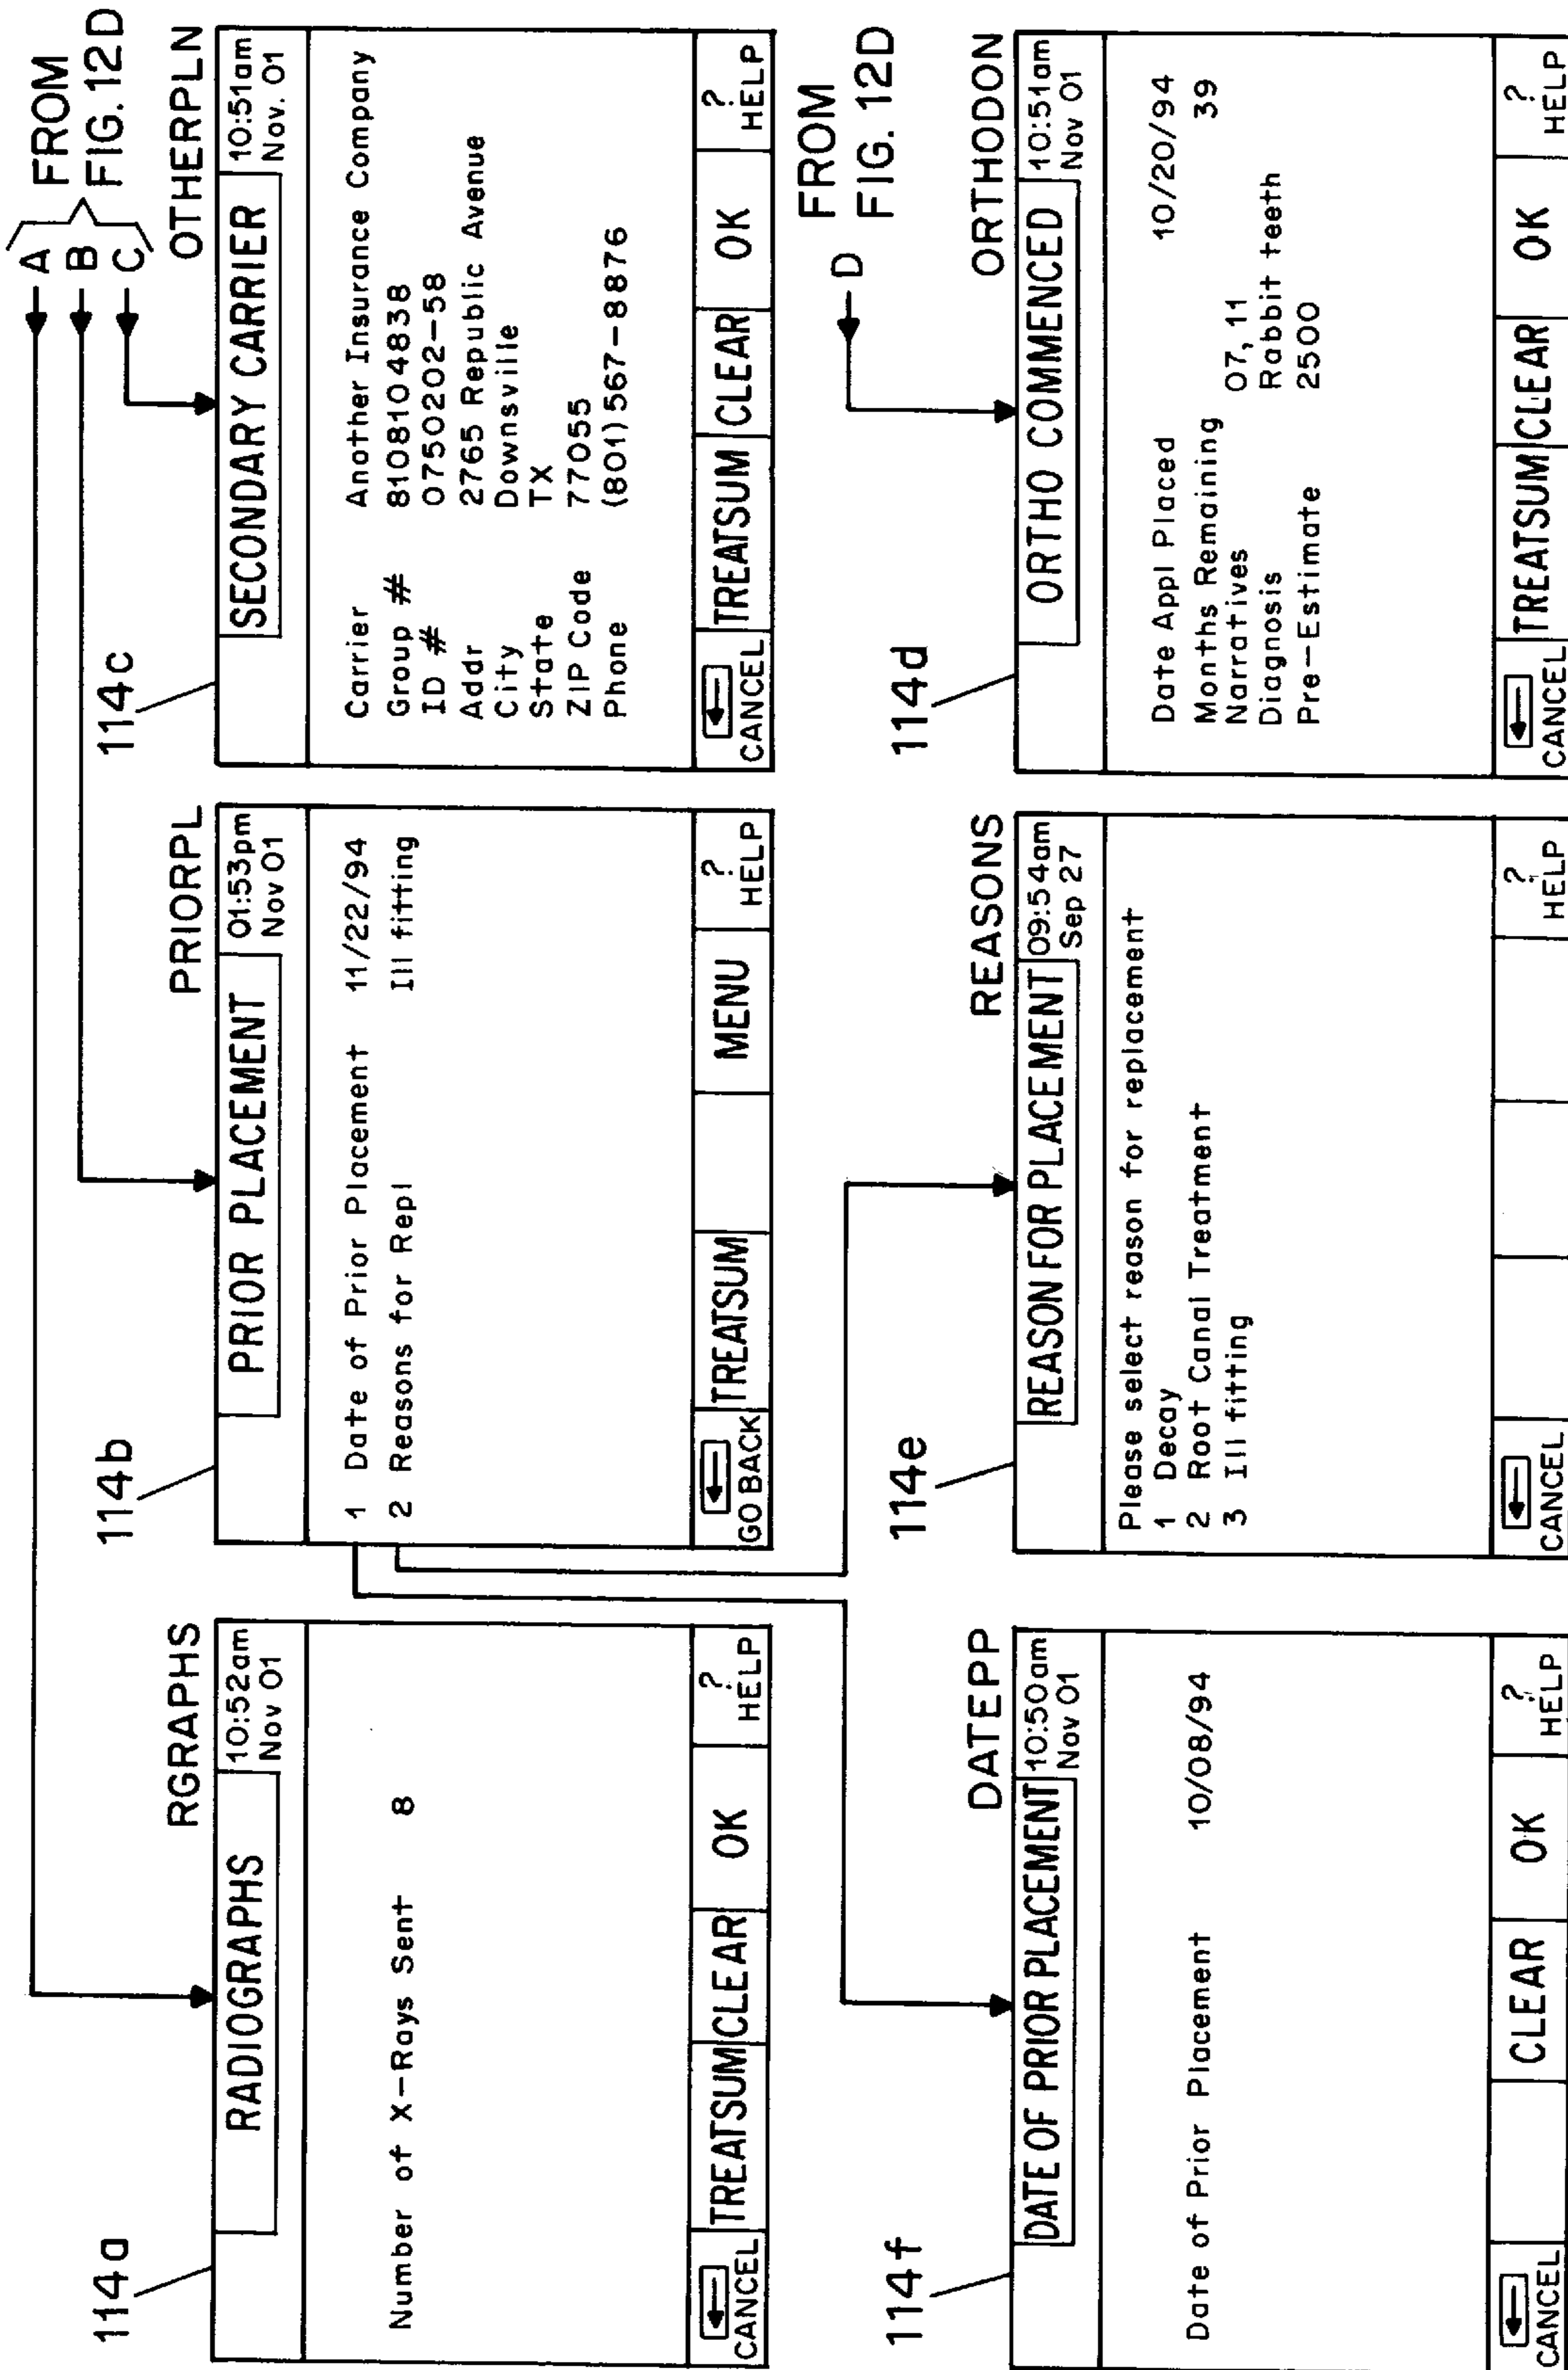 A
B
C
FROM
FIG. 12D
114a
RGRAPHS
RADIOGRAPHS
10:52am
Nov 01
Number of X-Rays Sent 8
CANCEL TREATSUM CLEAR OK ? HELP
114b
PRIORPL
PRIOR PLACEMENT
01:53pm
Nov 01
1 Date of Prior Placement 11/22/94
2 Reasons for Repl Ill fitting
GO BACK TREATSUM MENU ? HELP
114c
OTHERPLN
SECONDARY CARRIER
10:51am
Nov. 01
Carrier Another Insurance Company
Group # 8108104838
ID # 0750202-58
Addr 2765 Republic Avenue
City Downsville
State TX
ZIP Code 77055
Phone (801)567-8876
CANCEL TREATSUM CLEAR OK ? HELP
114f
DATEPP
DATE OF PRIOR PLACEMENT
10:50am
Nov 01
Date of Prior Placement 10/08/94
CANCEL CLEAR OK ? HELP
114e
REASONS
REASON FOR PLACEMENT
09:54am
Sep 27
Please select reason for replacement
1 Decay
2 Root Canal Treatment
3 Ill fitting
CANCEL ? HELP
D
FROM
FIG. 12D
114d
ORTHODON
ORTHO COMMENCED
10:51am
Nov 01
Date Appl Placed 10/20/94
Months Remaining 39
Narratives 07, 11
Diagnosis Rabbit teeth
Pre-Estimate 2500
CANCEL TREATSUM CLEAR OK ? HELP